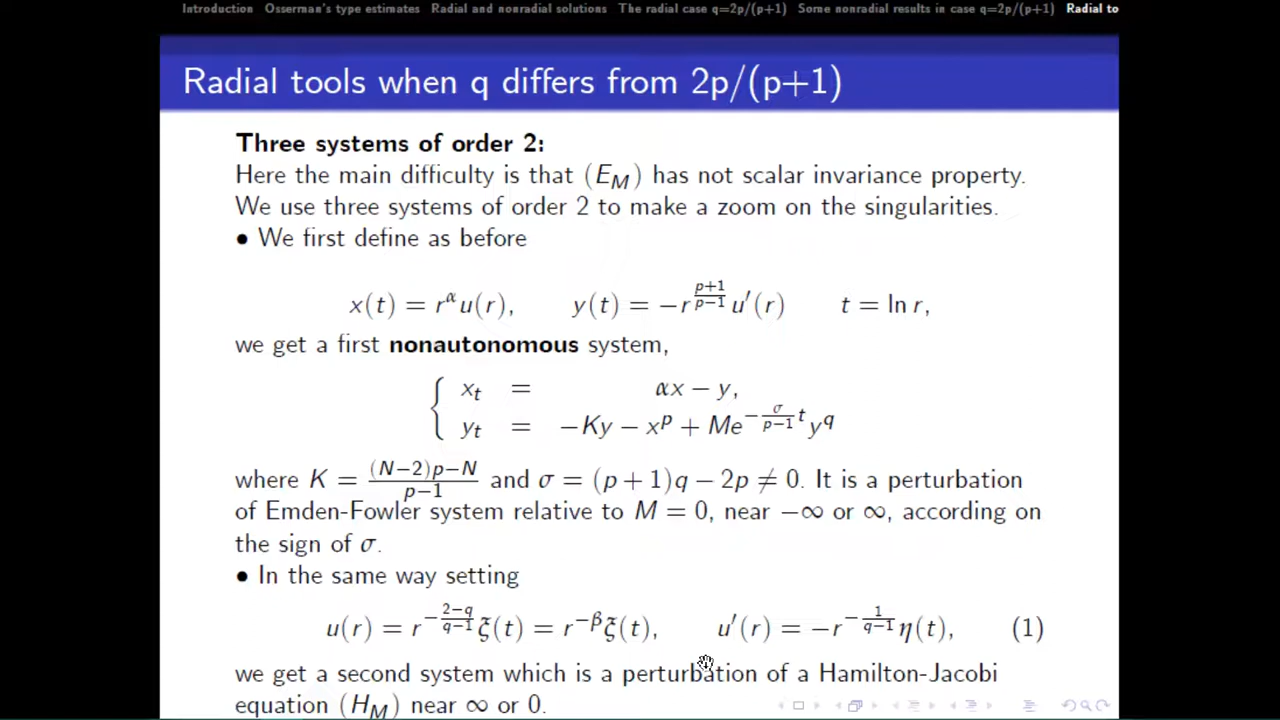 Introduction Osserman's type estimates Radial and nonradial solutions The radial case q=2p/(p+1) Some nonradial results in case q=2p/(p+1) Radial to
Radial tools when q differs from 2p/(p+1)
Three systems of order 2:
Here the main difficulty is that (E_M) has not scalar invariance property.
We use three systems of order 2 to make a zoom on the singularities.
• We first define as before
x(t) = r^α u(r), y(t) = −r^{\frac{p+1}{p−1}} u′(r) t = ln r,
we get a first nonautonomous system,
{ x_t = αx − y,
y_t = −Ky − x^p + Me^{−\frac{σ}{p−1}t} y^q
where K = \frac{(N−2)p−N}{p−1} and σ = (p + 1)q − 2p ≠ 0. It is a perturbation
of Emden-Fowler system relative to M = 0, near −∞ or ∞, according on
the sign of σ.
• In the same way setting
u(r) = r^{−\frac{2−q}{q−1}} ξ(t) = r^{−β} ξ(t), u′(r) = −r^{−\frac{1}{q−1}} η(t), (1)
we get a second system which is a perturbation of a Hamilton-Jacobi
equation (H_M) near ∞ or 0.